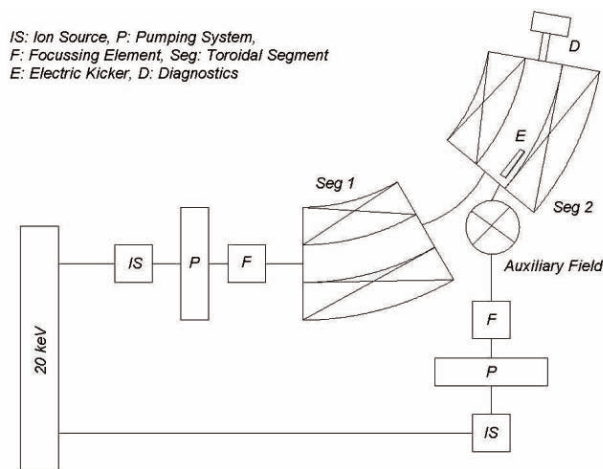 IS: Ion Source, P: Pumping System,
F: Focussing Element, Seg: Toroidal Segment
E: Electric Kicker, D: Diagnostics
D
E
Seg 1
Seg 2
IS
P
F
Auxiliary Field
20 keV
F
P
IS